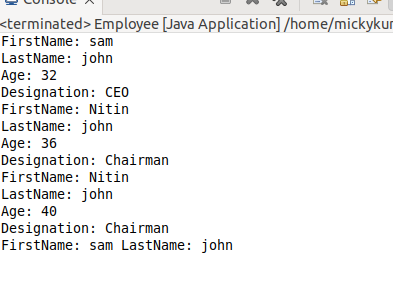 Console
<terminated> Employee [Java Application] /home/mickyku
FirstName: sam
LastName: john
Age: 32
Designation: CEO
FirstName: Nitin
LastName: john
Age: 36
Designation: Chairman
FirstName: Nitin
LastName: john
Age: 40
Designation: Chairman
FirstName: sam LastName: john